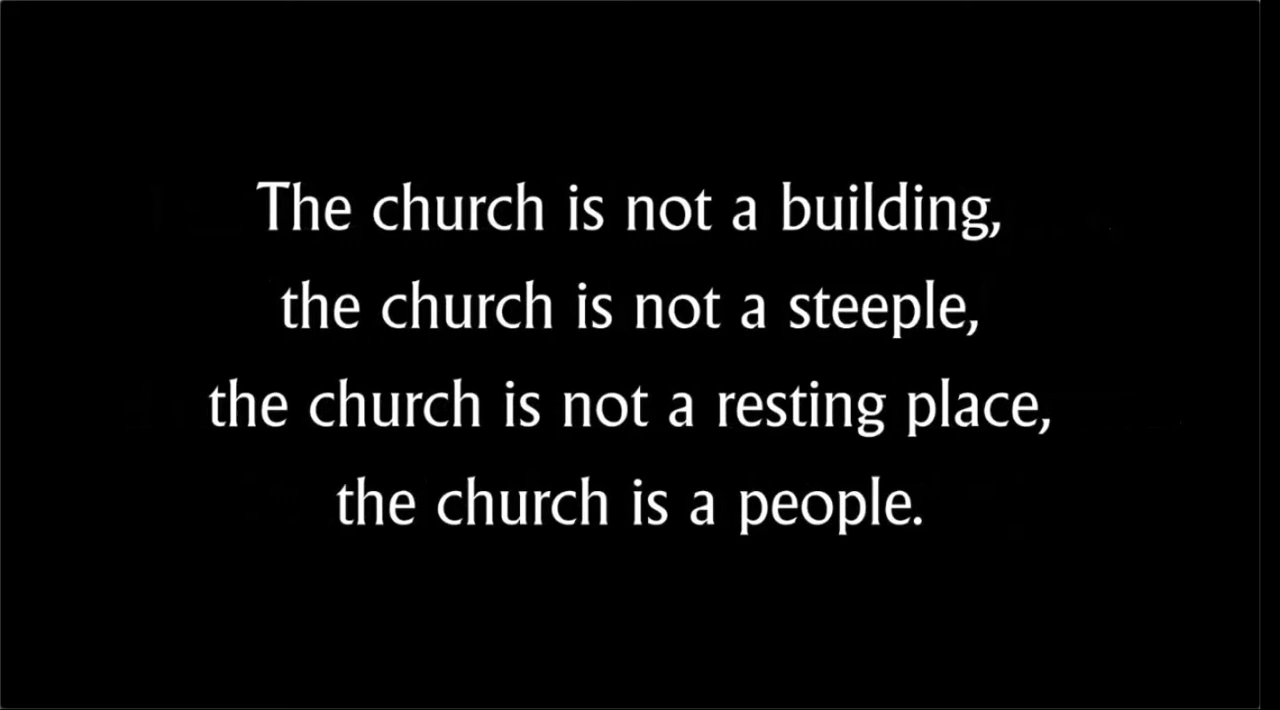 The church is not a building,
the church is not a steeple,
the church is not a resting place,
the church is a people.